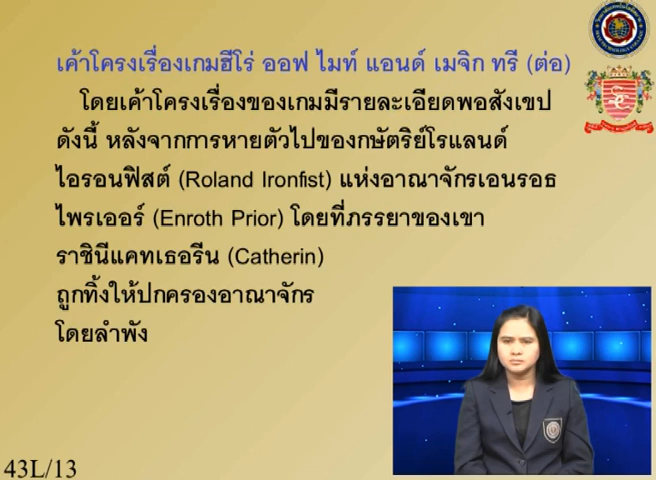 เค้าโครงเรื่องเกมฮีโร่ ออฟ ไมท์ แอนด์ เมจิก ทรี (ต่อ)
โดยเค้าโครงเรื่องของเกมมีรายละเอียดพอสังเขป
ดังนี้ หลังจากการหายตัวไปของกษัตริย์โรแลนด์
ไอรอนฟิสต์ (Roland Ironfist) แห่งอาณาจักรเอนรอธ
ไพรเออร์ (Enroth Prior) โดยที่ภรรยาของเขา
ราชินีแคทเธอรีน (Catherin)
ถูกทิ้งให้ปกครองอาณาจักร
โดยลำพัง
43L/13